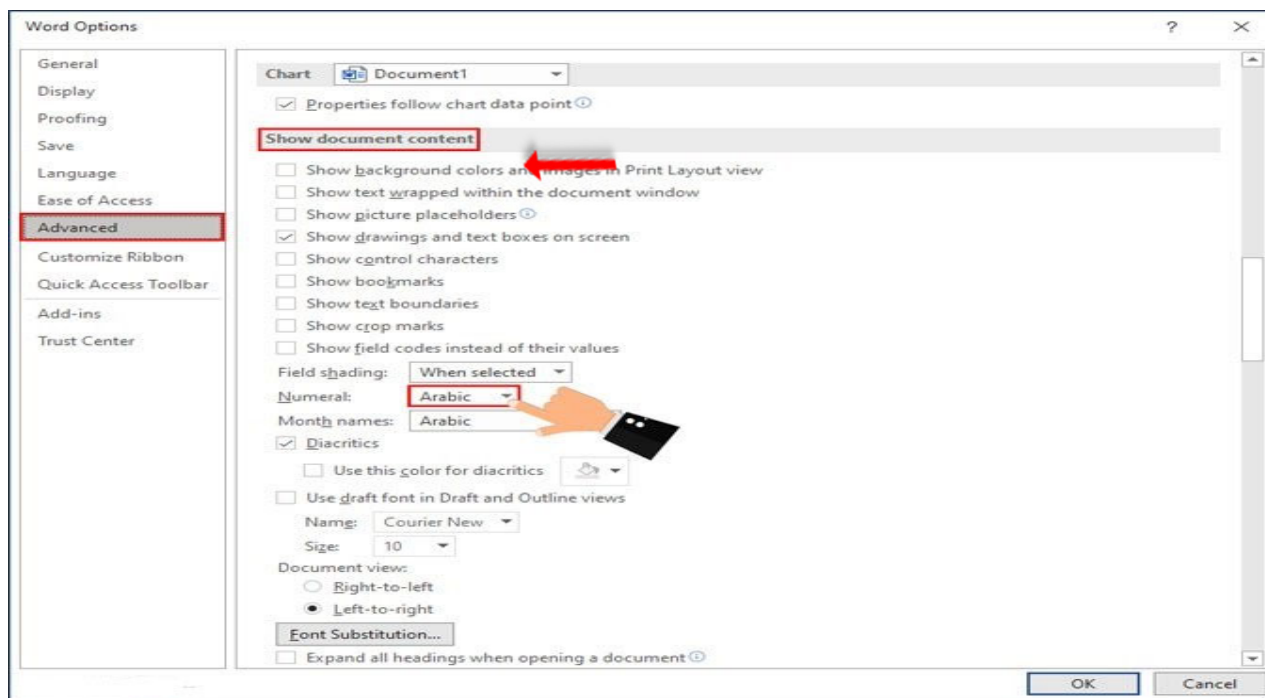 Word Options
General
Display
Proofing
Save
Language
Ease of Access
Advanced
Customize Ribbon
Quick Access Toolbar
Add-ins
Trust Center
Chart Document1
Properties follow chart data point
Show document content
Show background colors and images in Print Layout view
Show text wrapped within the document window
Show picture placeholders
Show drawings and text boxes on screen
Show control characters
Show bookmarks
Show text boundaries
Show crop marks
Show field codes instead of their values
Field shading: When selected
Numeral: Arabic
Month names: Arabic
Diacritics
Use this color for diacritics
Use draft font in Draft and Outline views
Name: Courier New
Size: 10
Document view:
Right-to-left
Left-to-right
Font Substitution...
Expand all headings when opening a document
OK Cancel